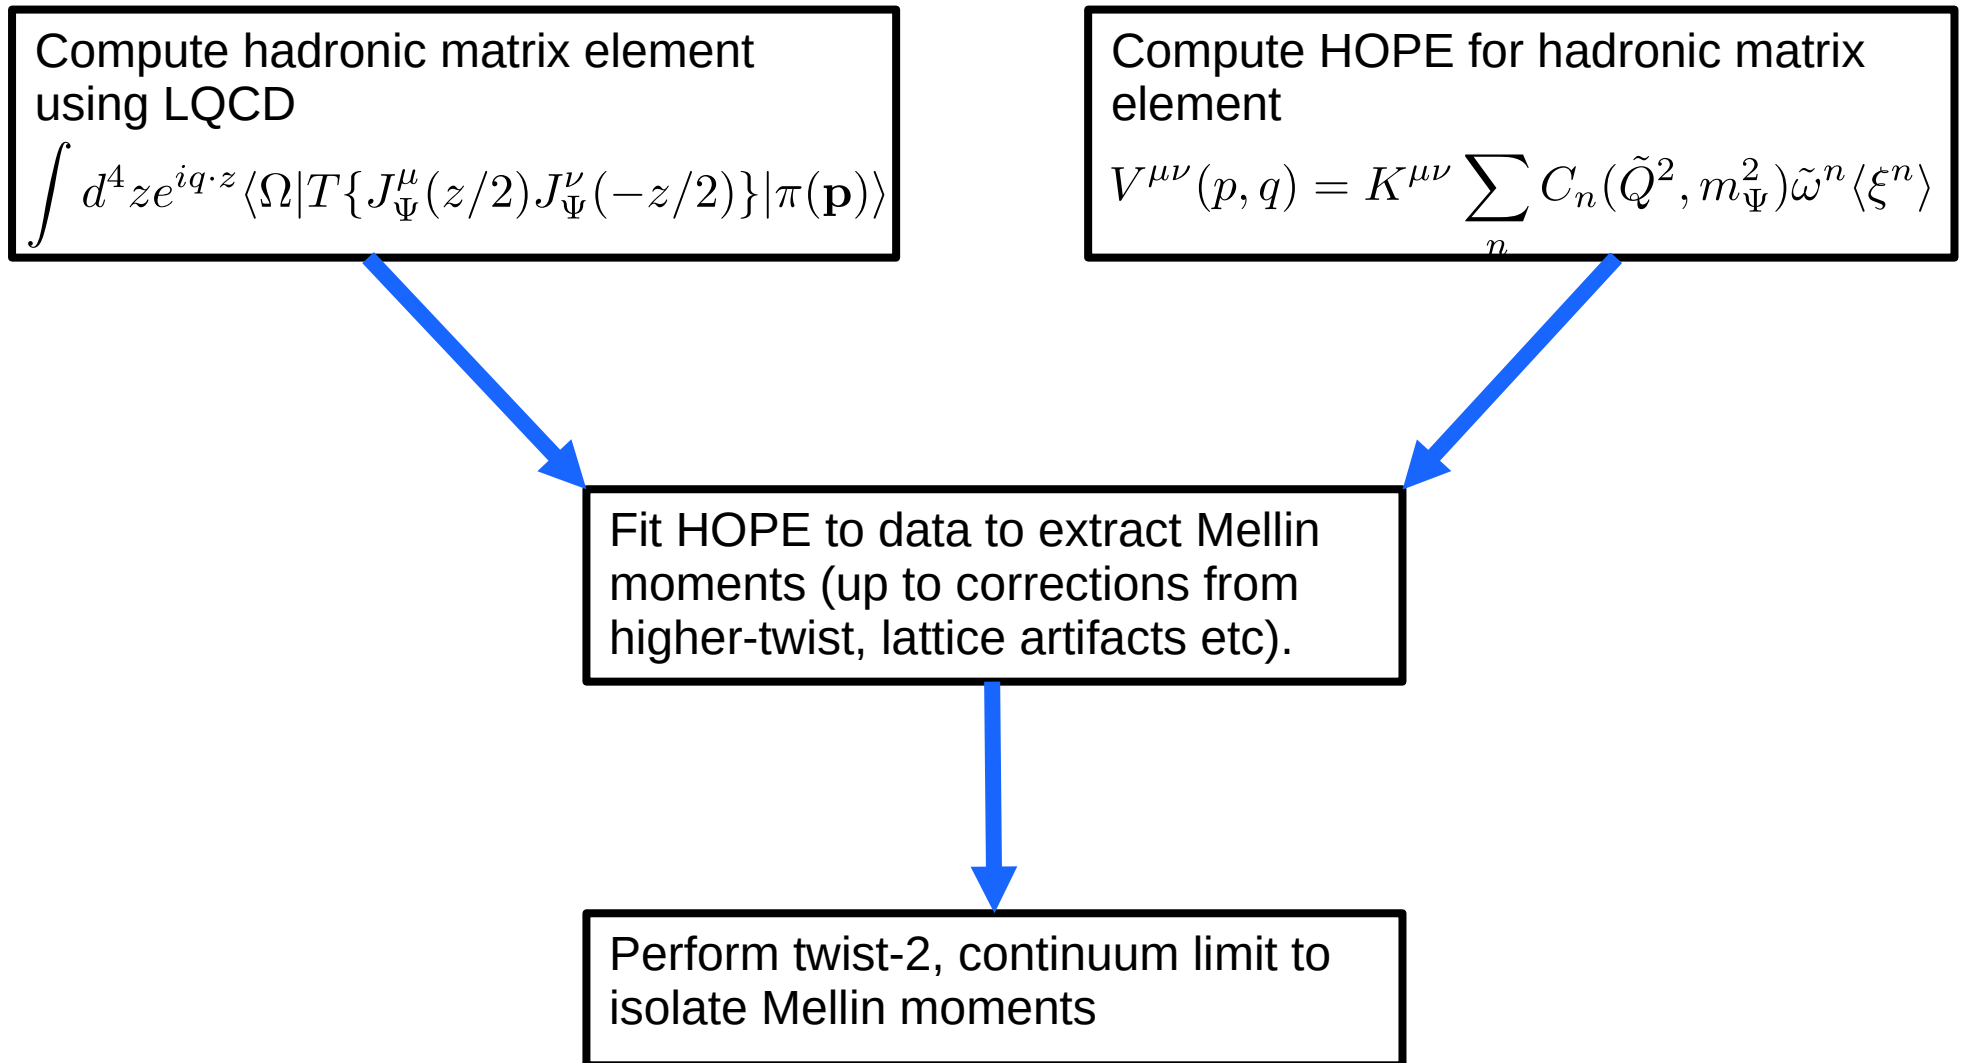 Compute hadronic matrix element
using LQCD
∫ d⁴z e^{iq·z} ⟨Ω|T{J^μ_Ψ(z/2)J^ν_Ψ(−z/2)}|π(𝐩)⟩
Compute HOPE for hadronic matrix
element
V^{μν}(p, q) = K^{μν} ∑_n C_n(Q̃², m²_Ψ)ω̃ⁿ⟨ξⁿ⟩
Fit HOPE to data to extract Mellin
moments (up to corrections from
higher-twist, lattice artifacts etc).
Perform twist-2, continuum limit to
isolate Mellin moments